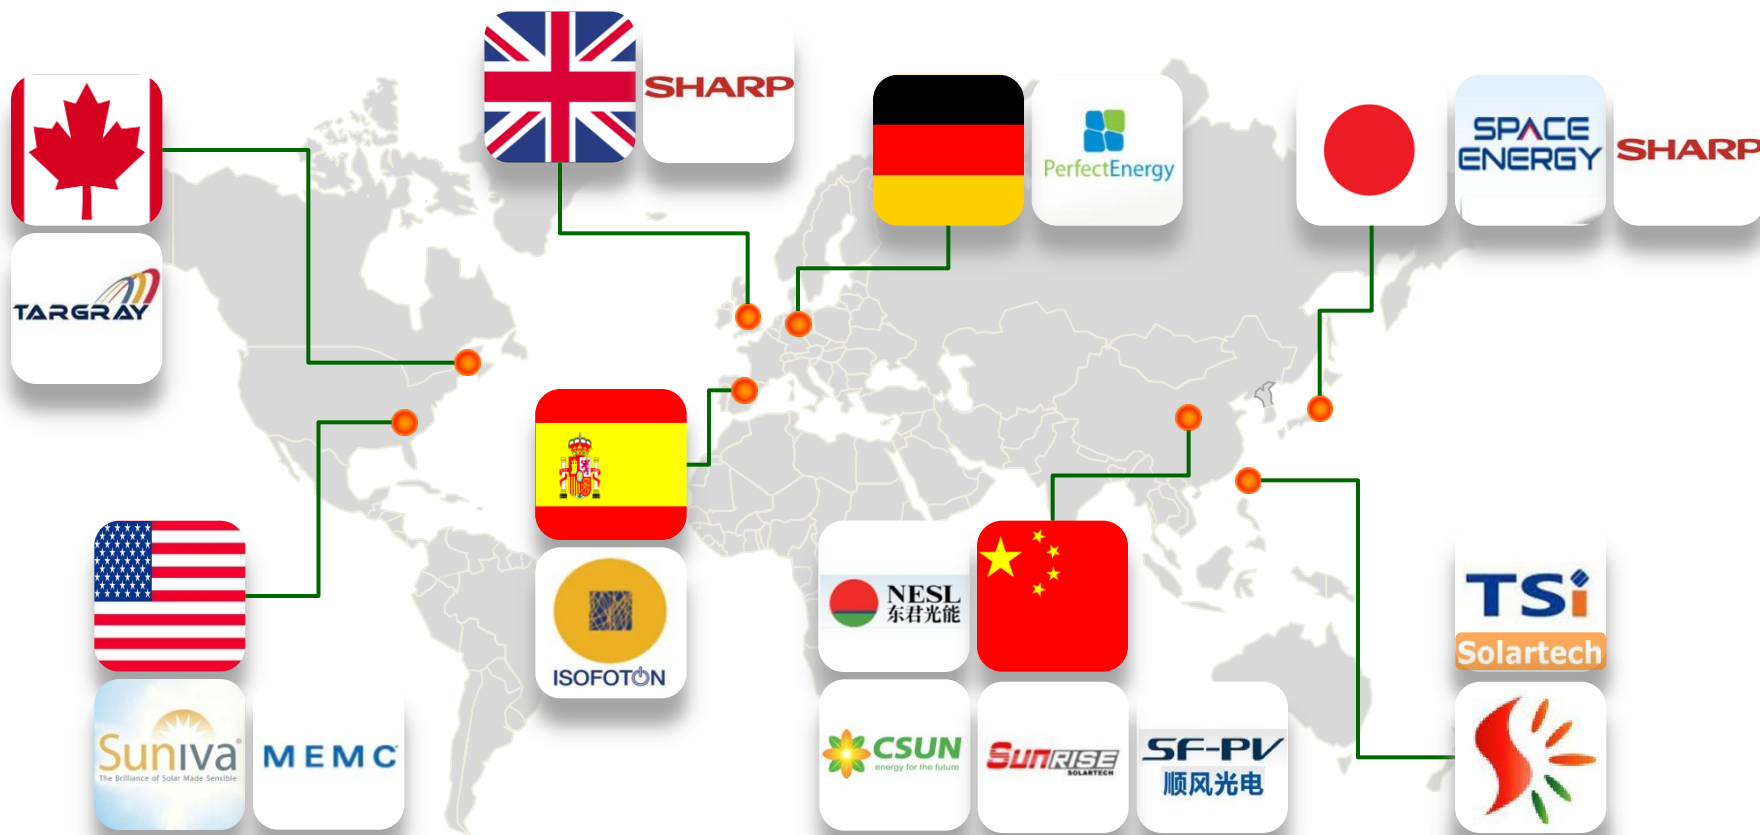 SHARP
PerfectEnergy
SPACE
ENERGY
SHARP
TARGRAY
NESL
东君光能
TSi
Solartech
ISOFOTON
Suniva
The Brilliance of Solar Made Sensible
MEMC
CSUN
energy for the future
SUNRISE
SOLARTECH
SF-PV
顺风光电